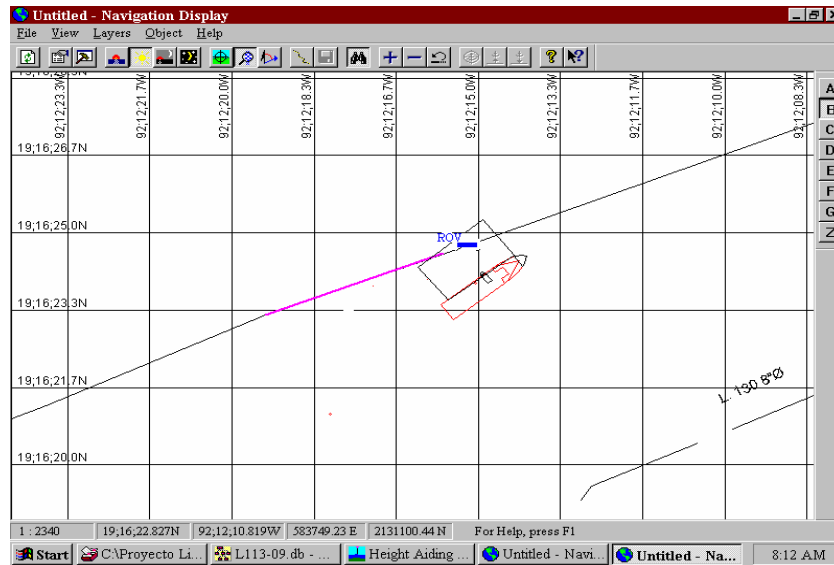 Untitled - Navigation Display
File View Layers Object Help
92;12;23.3W 92;12;21.7W 92;12;20.0W 92;12;18.3W 92;12;16.7W 92;12;15.0W 92;12;13.3W 92;12;11.7W 92;12;10.0W 92;12;08.3W
19;16;26.7N
19;16;25.0N
ROV
19;16;23.3N
19;16;21.7N
L. 130 8"Ø
19;16;20.0N
A
B
C
D
E
F
G
Z
1 : 2340 19;16;22.827N 92;12;10.819W 583749.23 E 2131100.44 N For Help, press F1
Start C:\Proyecto Li... L113-09.db - ... Height Aiding ... Untitled - Navi... Untitled - Na... 8:12 AM